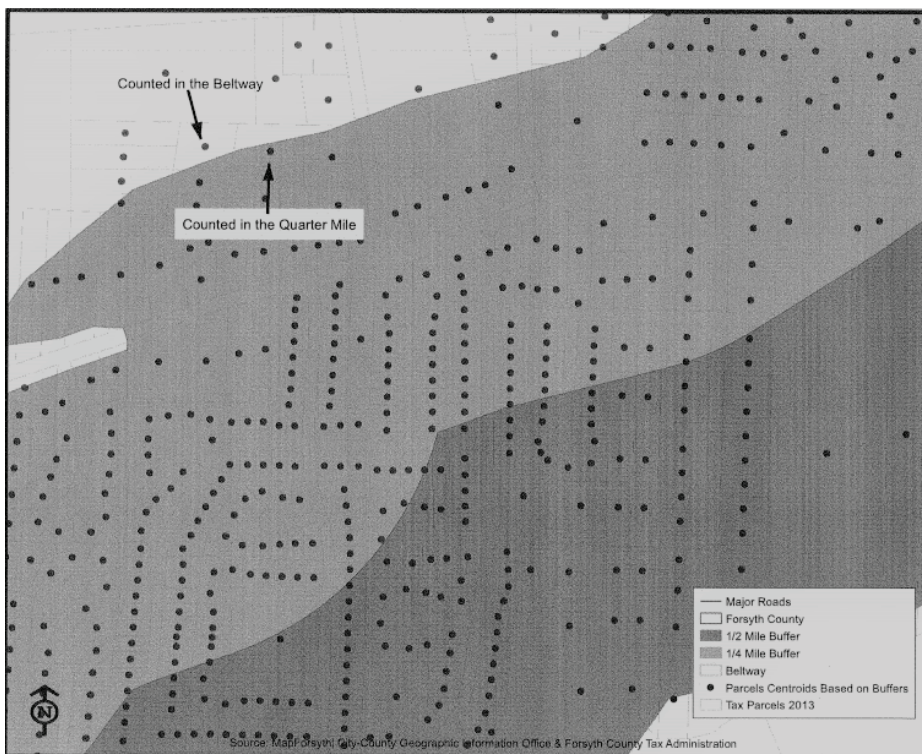 Counted in the Beltway
Counted in the Quarter Mile
Major Roads
Forsyth County
1/2 Mile Buffer
1/4 Mile Buffer
Beltway
Parcels Centroids Based on Buffers
Tax Parcels 2013
N
Source: MapForsyth, City-County Geographic Information Office & Forsyth County Tax Administration